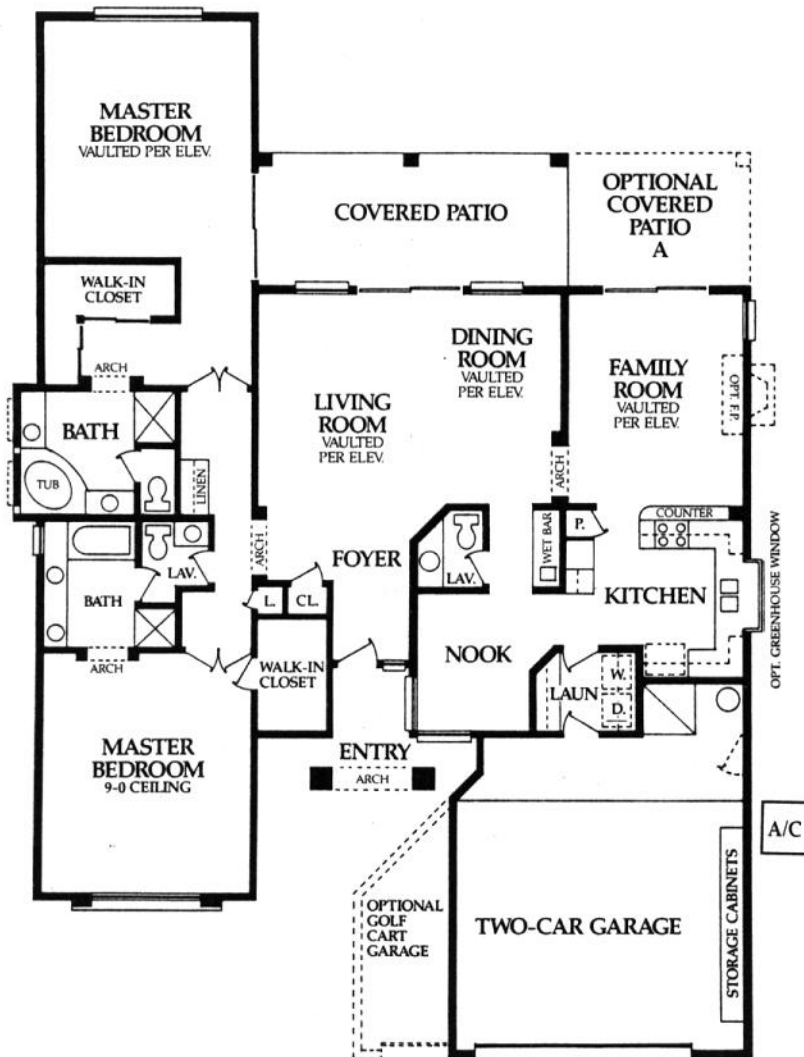 MASTER
BEDROOM
VAULTED PER ELEV.
COVERED PATIO
OPTIONAL
COVERED
PATIO
A
WALK-IN
CLOSET
ARCH
BATH
TUB
LINEN
LIVING
ROOM
VAULTED
PER ELEV.
DINING
ROOM
VAULTED
PER ELEV.
FAMILY
ROOM
VAULTED
PER ELEV.
OPT. F.P.
ARCH
ARCH
COUNTER
P.
WET BAR
LAV.
FOYER
LAV.
BATH
L.
CL.
KITCHEN
OPT. GREENHOUSE WINDOW
ARCH
WALK-IN
CLOSET
NOOK
LAUN
W.
D.
MASTER
BEDROOM
9-0 CEILING
ENTRY
ARCH
A/C
OPTIONAL
GOLF
CART
GARAGE
TWO-CAR GARAGE
STORAGE CABINETS